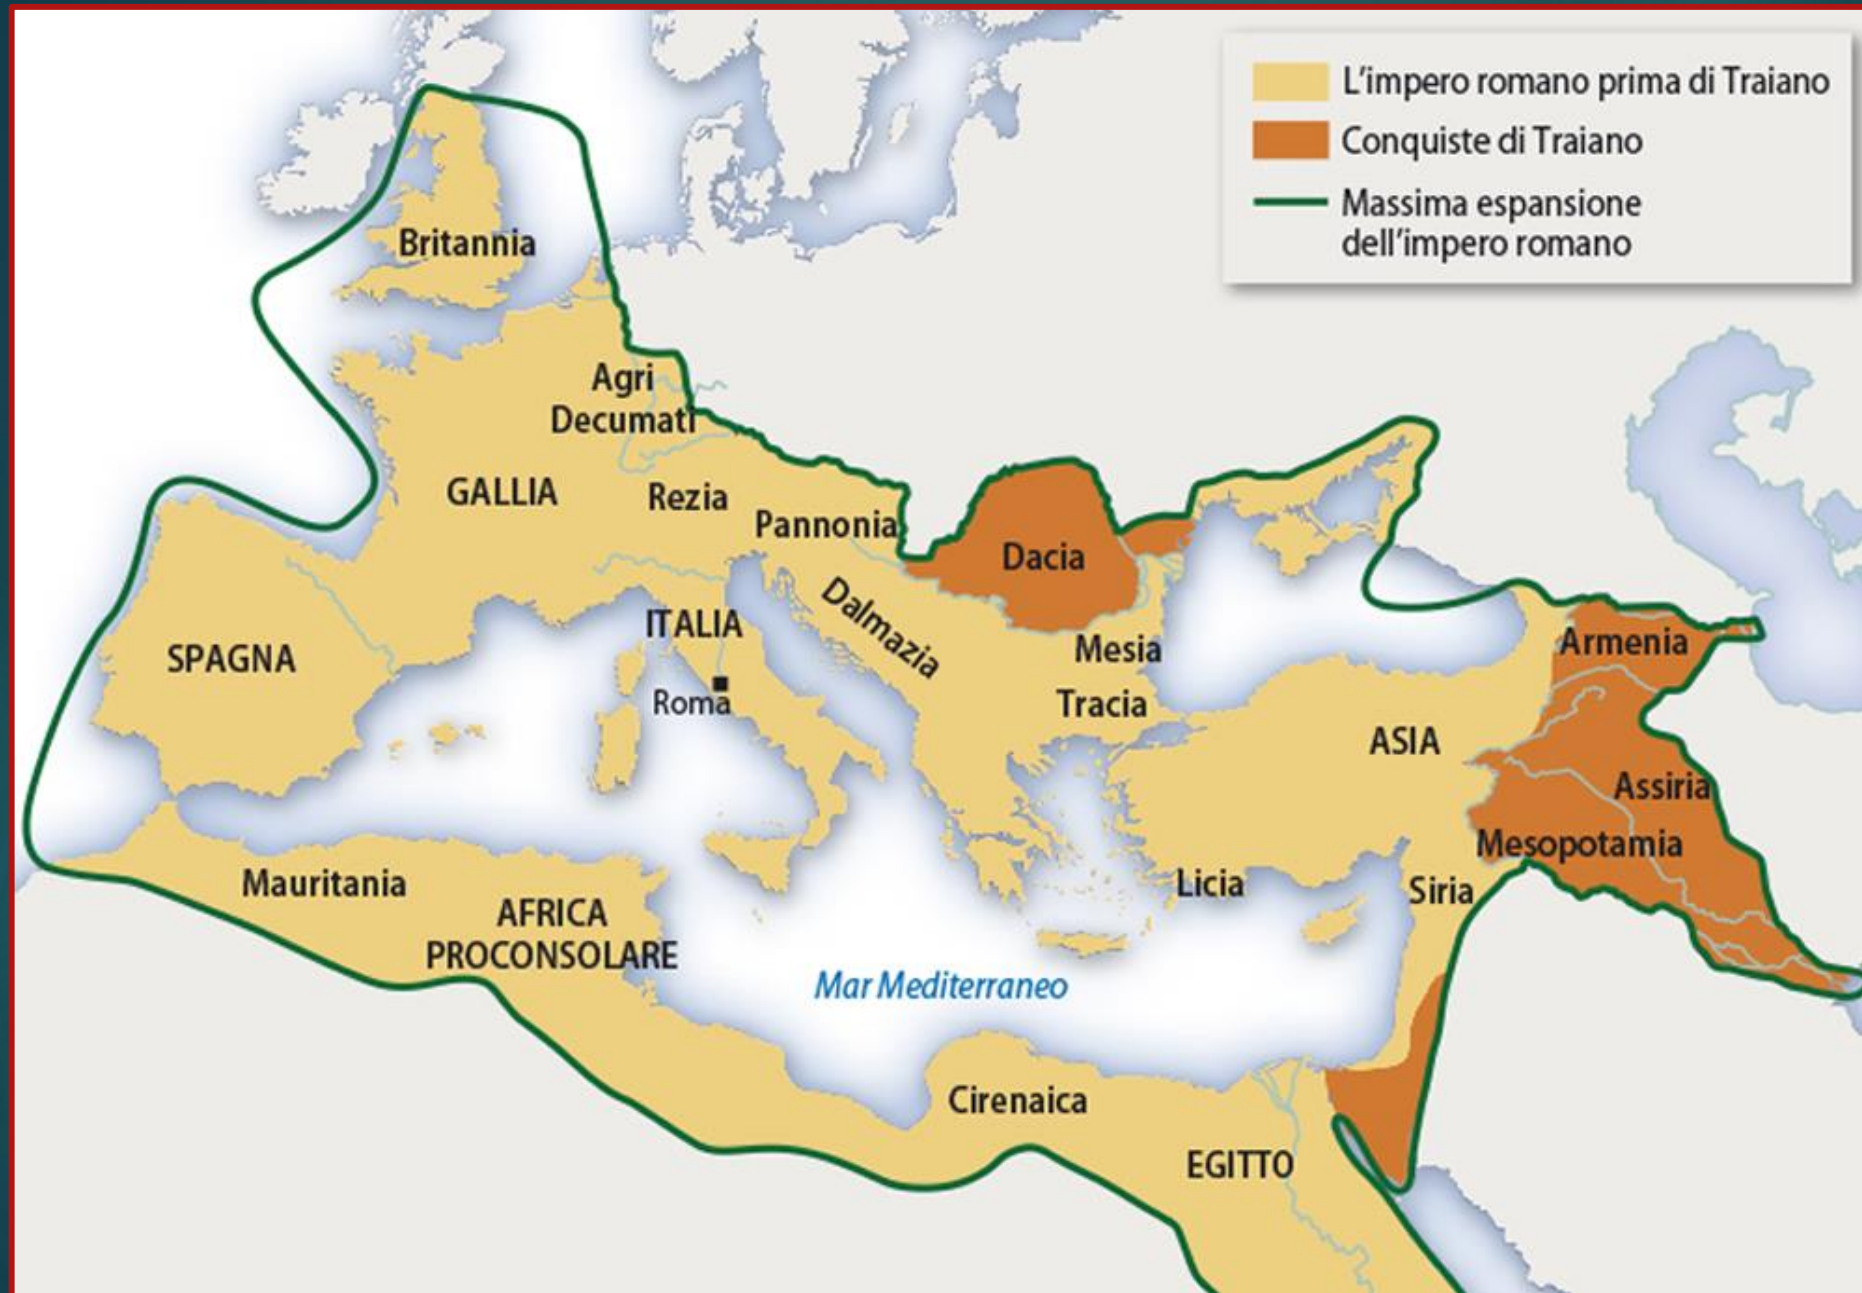 L'impero romano prima di Traiano
Conquiste di Traiano
Massima espansione
dell'impero romano
Britannia
Agri
Decumati
GALLIA
Rezia
Pannonia
Dacia
Dalmazia
ITALIA
Roma
SPAGNA
Mesia
Tracia
Armenia
ASIA
Assiria
Mesopotamia
Licia
Siria
Mauritania
AFRICA
PROCONSOLARE
Mar Mediterraneo
Cirenaica
EGITTO